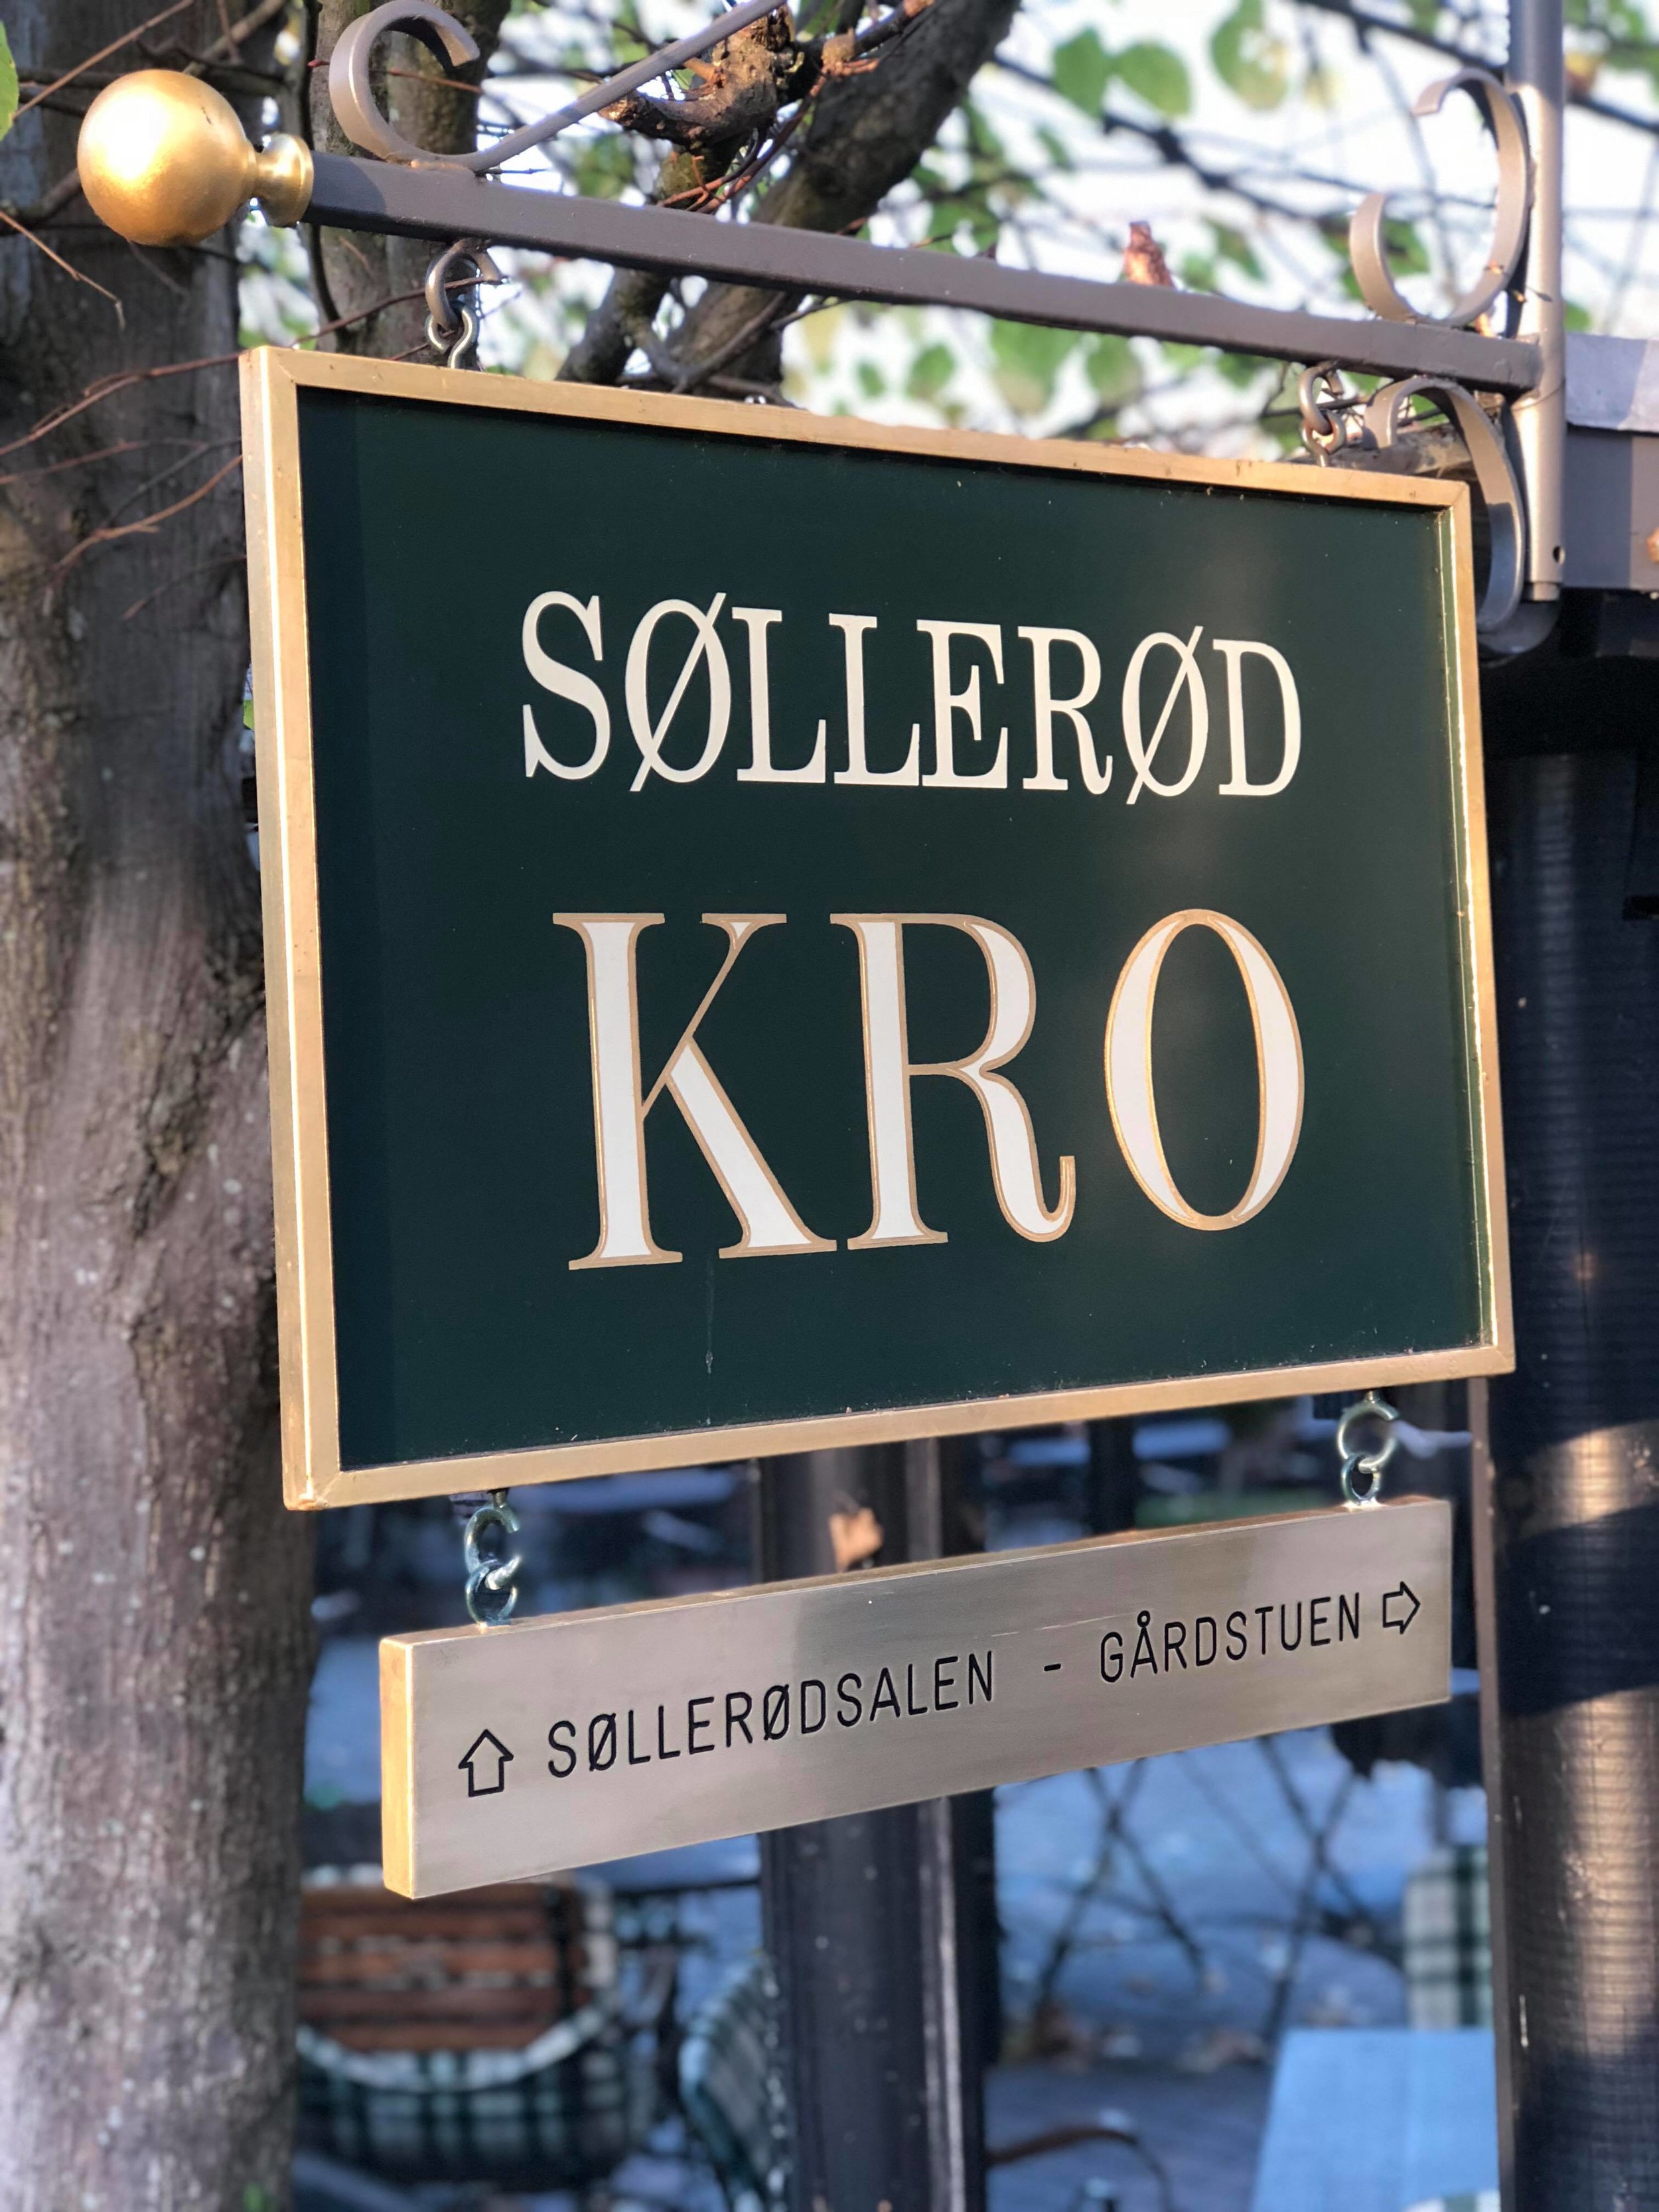 SØLLERØD
KRO
⇧ SØLLERØDSALEN - GÅRDSTUEN ⇨